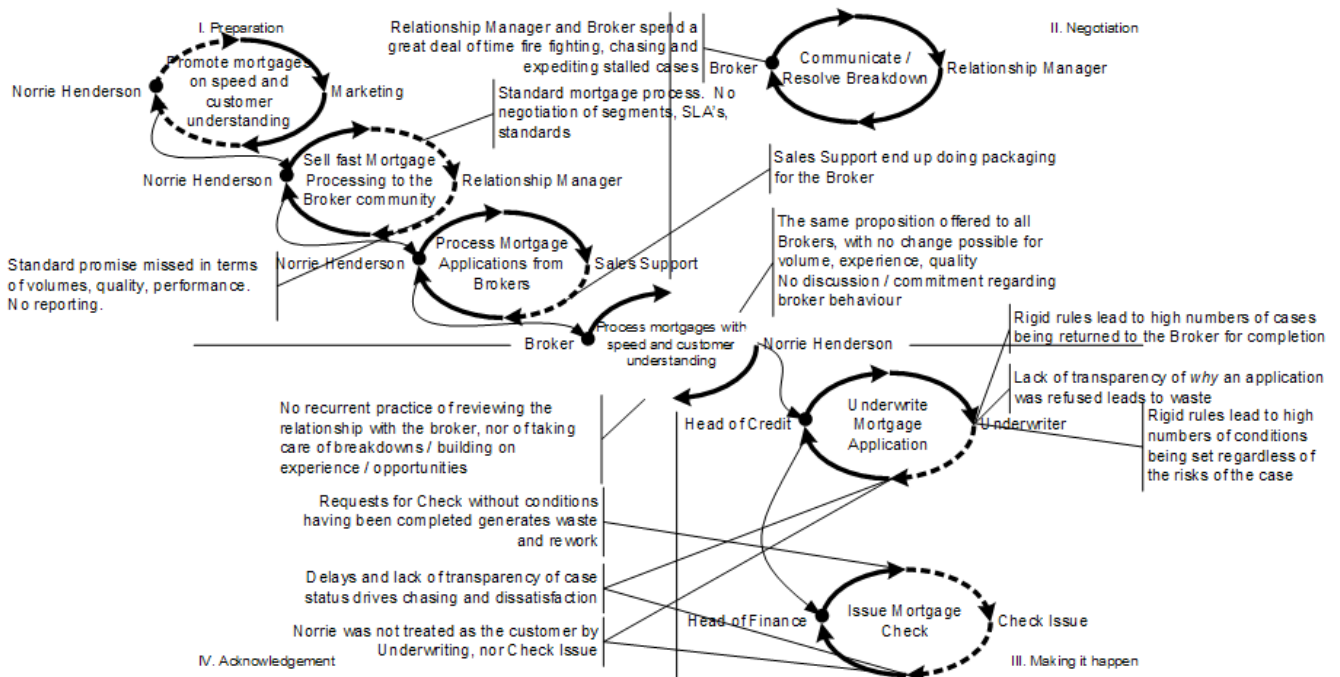 I. Preparation
Promote mortgages
on speed and
customer
understanding
Norrie Henderson
Marketing
Relationship Manager and Broker spend a
great deal of time fire fighting, chasing and
expediting stalled cases
Broker
Communicate /
Resolve Breakdown
Relationship Manager
II. Negotiation
Standard mortgage process. No
negotiation of segments, SLA's,
standards
Norrie Henderson
Sell fast Mortgage
Processing to the
Broker community
Relationship Manager
Sales Support end up doing packaging
for the Broker
Standard promise missed in terms
of volumes, quality, performance.
No reporting.
Norrie Henderson
Process Mortgage
Applications from
Brokers
Sales Support
The same proposition offered to all
Brokers, with no change possible for
volume, experience, quality
No discussion / commitment regarding
broker behaviour
Broker
Process mortgages with
speed and customer
understanding
Norrie Henderson
Rigid rules lead to high numbers of cases
being returned to the Broker for completion
Lack of transparency of why an application
was refused leads to waste
Rigid rules lead to high
numbers of conditions
being set regardless of
the risks of the case
No recurrent practice of reviewing the
relationship with the broker, nor of taking
care of breakdowns / building on
experience / opportunities
Head of Credit
Underwrite
Mortgage
Application
Underwriter
Requests for Check without conditions
having been completed generates waste
and rework
Delays and lack of transparency of case
status drives chasing and dissatisfaction
Norrie was not treated as the customer by
Underwriting, nor Check Issue
Head of Finance
Issue Mortgage
Check
Check Issue
IV. Acknowledgement
III. Making it happen